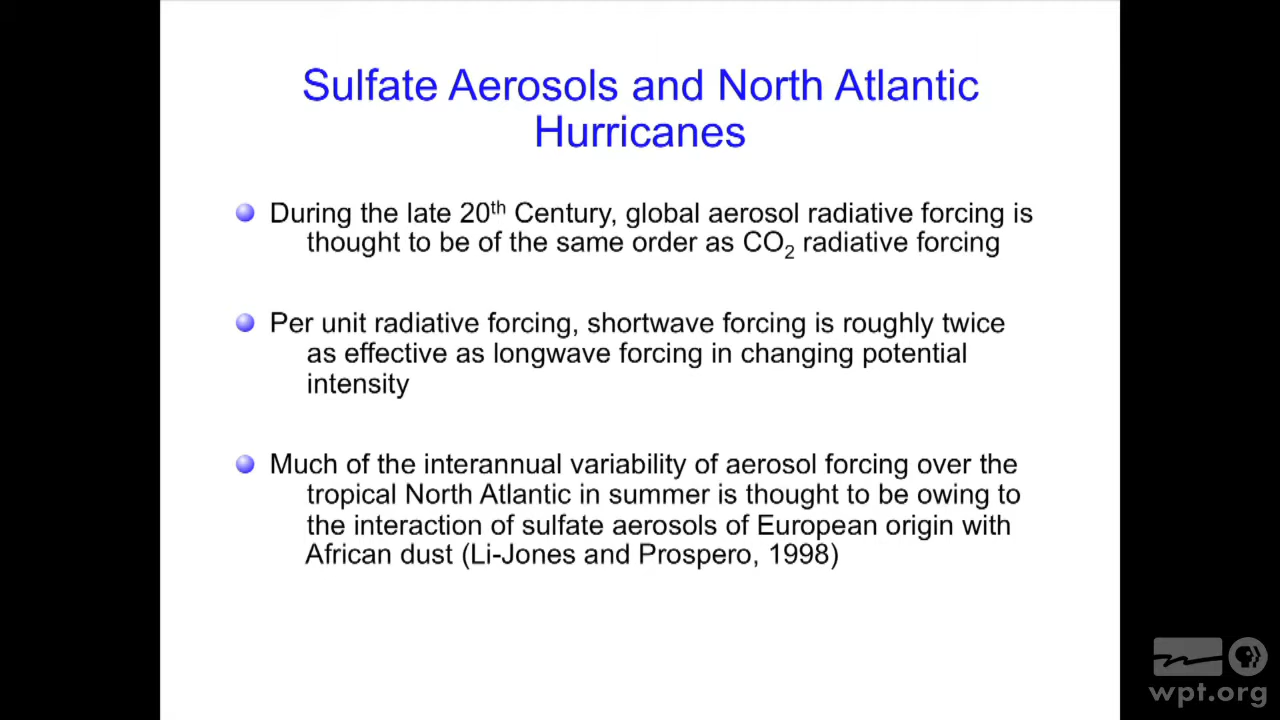 Sulfate Aerosols and North Atlantic
Hurricanes
During the late 20th Century, global aerosol radiative forcing is
thought to be of the same order as CO2 radiative forcing
Per unit radiative forcing, shortwave forcing is roughly twice
as effective as longwave forcing in changing potential
intensity
Much of the interannual variability of aerosol forcing over the
tropical North Atlantic in summer is thought to be owing to
the interaction of sulfate aerosols of European origin with
African dust (Li-Jones and Prospero, 1998)
wpt.org